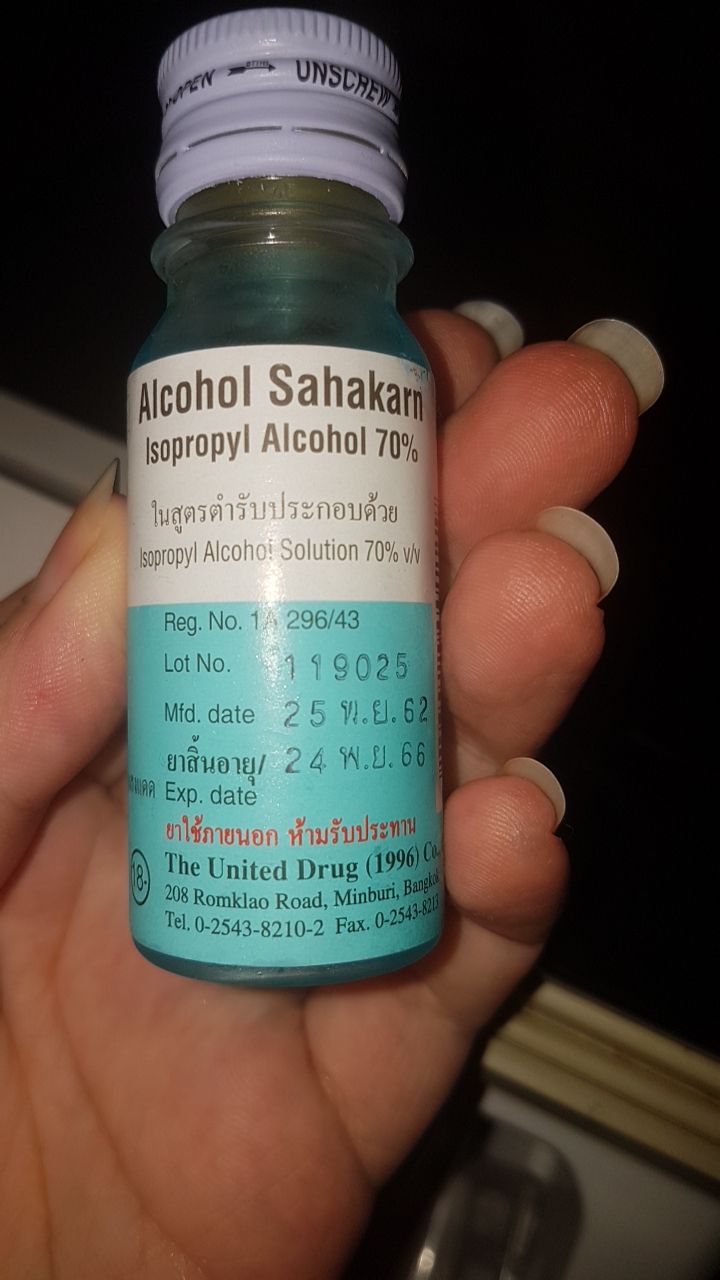 OPEN UNSCREW
Alcohol Sahakarn
Isopropyl Alcohol 70%
ในสูตรตำรับประกอบด้วย
Isopropyl Alcohol Solution 70% v/v
Reg. No. 1A 296/43
Lot No. 119025
Mfd. date 25 พ.ย. 62
ยาสิ้นอายุ/ 24 พ.ย. 66
Exp. date
ยาใช้ภายนอก ห้ามรับประทาน
The United Drug (1996) Co.,
208 Romklao Road, Minburi, Bangkok
Tel. 0-2543-8210-2 Fax. 0-2543-8213